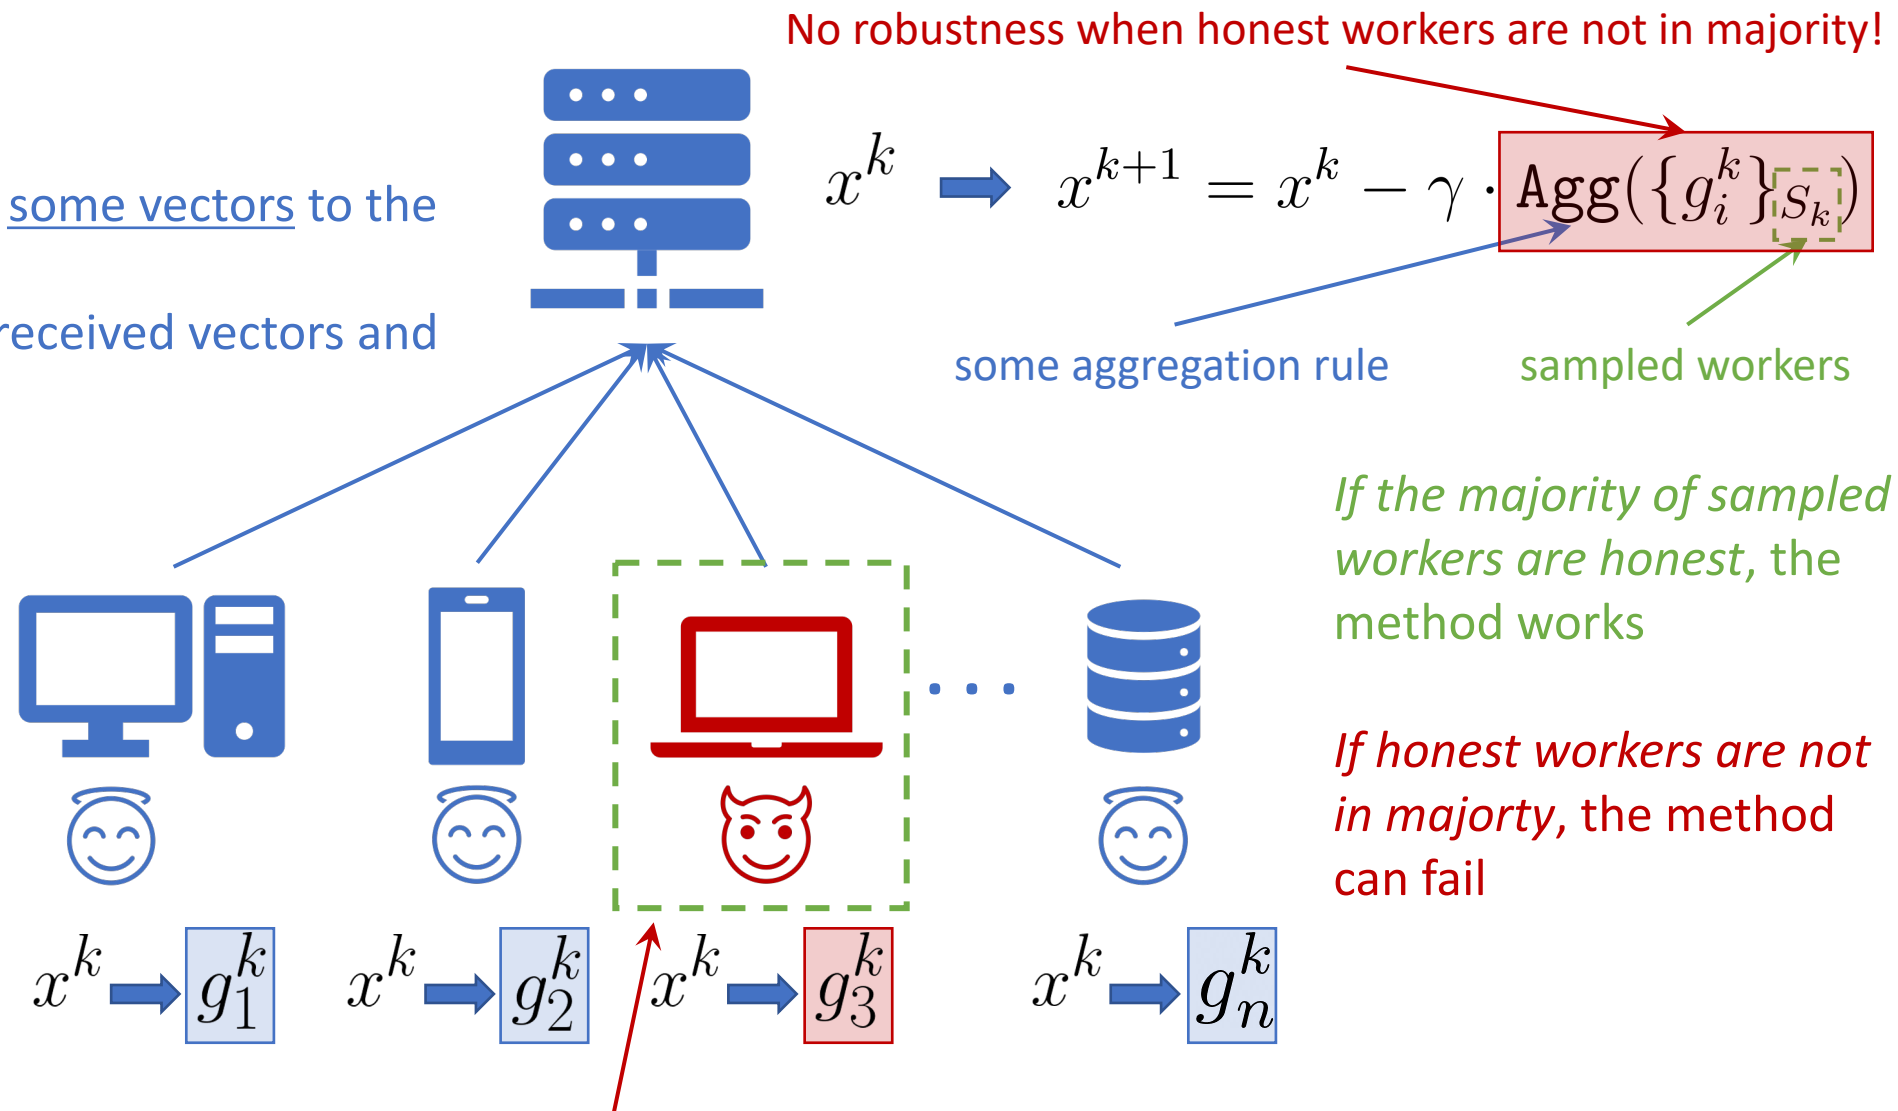 No robustness when honest workers are not in majority!
x^k ➡ x^{k+1} = x^k − γ · Agg({g_i^k}_{S_k})
some vectors to the
received vectors and
some aggregation rule
sampled workers
If the majority of sampled
workers are honest, the
method works
If honest workers are not
in majorty, the method
can fail
. . .
x^k ➡ g_1^k
x^k ➡ g_2^k
x^k ➡ g_3^k
x^k ➡ g_n^k